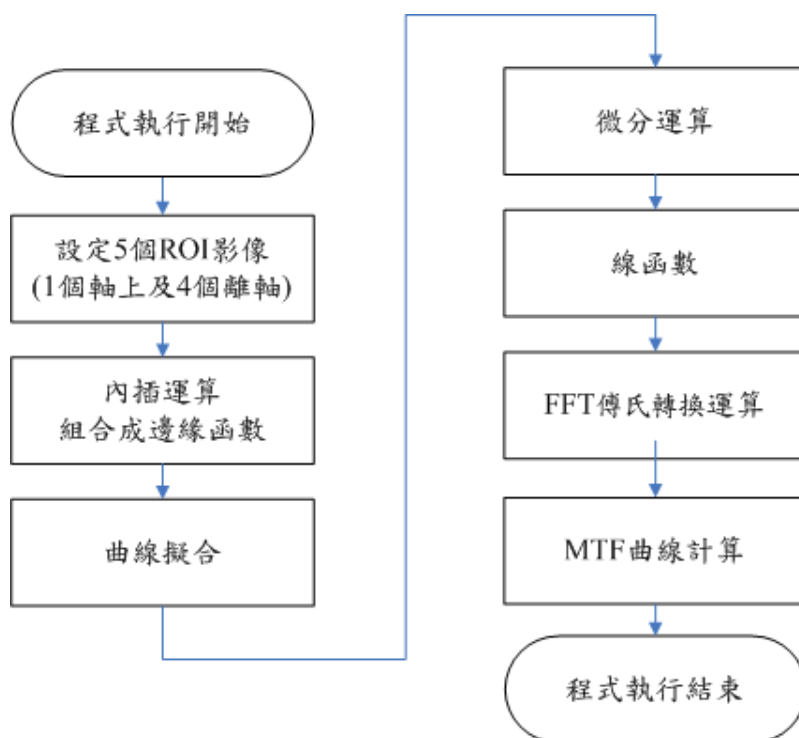 程式執行開始
設定5個ROI影像
(1個軸上及4個離軸)
內插運算
組合成邊緣函數
曲線擬合
微分運算
線函數
FFT傅氏轉換運算
MTF曲線計算
程式執行結束